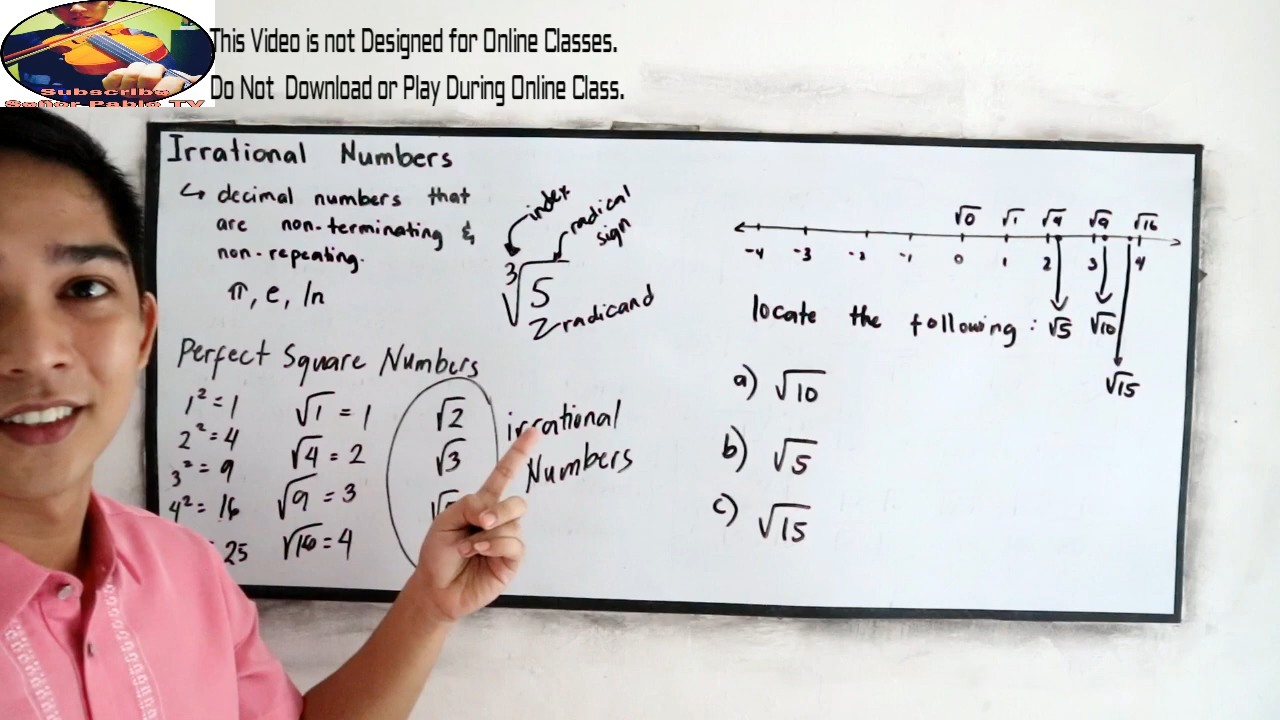 This Video is not Designed for Online Classes.
Do Not Download or Play During Online Class.
Subscribe
Señor Pablo TV
Irrational Numbers
↳ decimal numbers that
are non-terminating &
non-repeating.
π, e, ln
index
radical
sign
∛5
radicand
Perfect Square Numbers
1² = 1
2² = 4
3² = 9
4² = 16
= 25
√1 = 1
√4 = 2
√9 = 3
√16 = 4
√2
√3
irrational
Numbers
√0 √1 √4 √9 √16
-4 -3 -2 -1 0 1 2 3 4
locate the following:
√5 √10
√15
a) √10
b) √5
c) √15